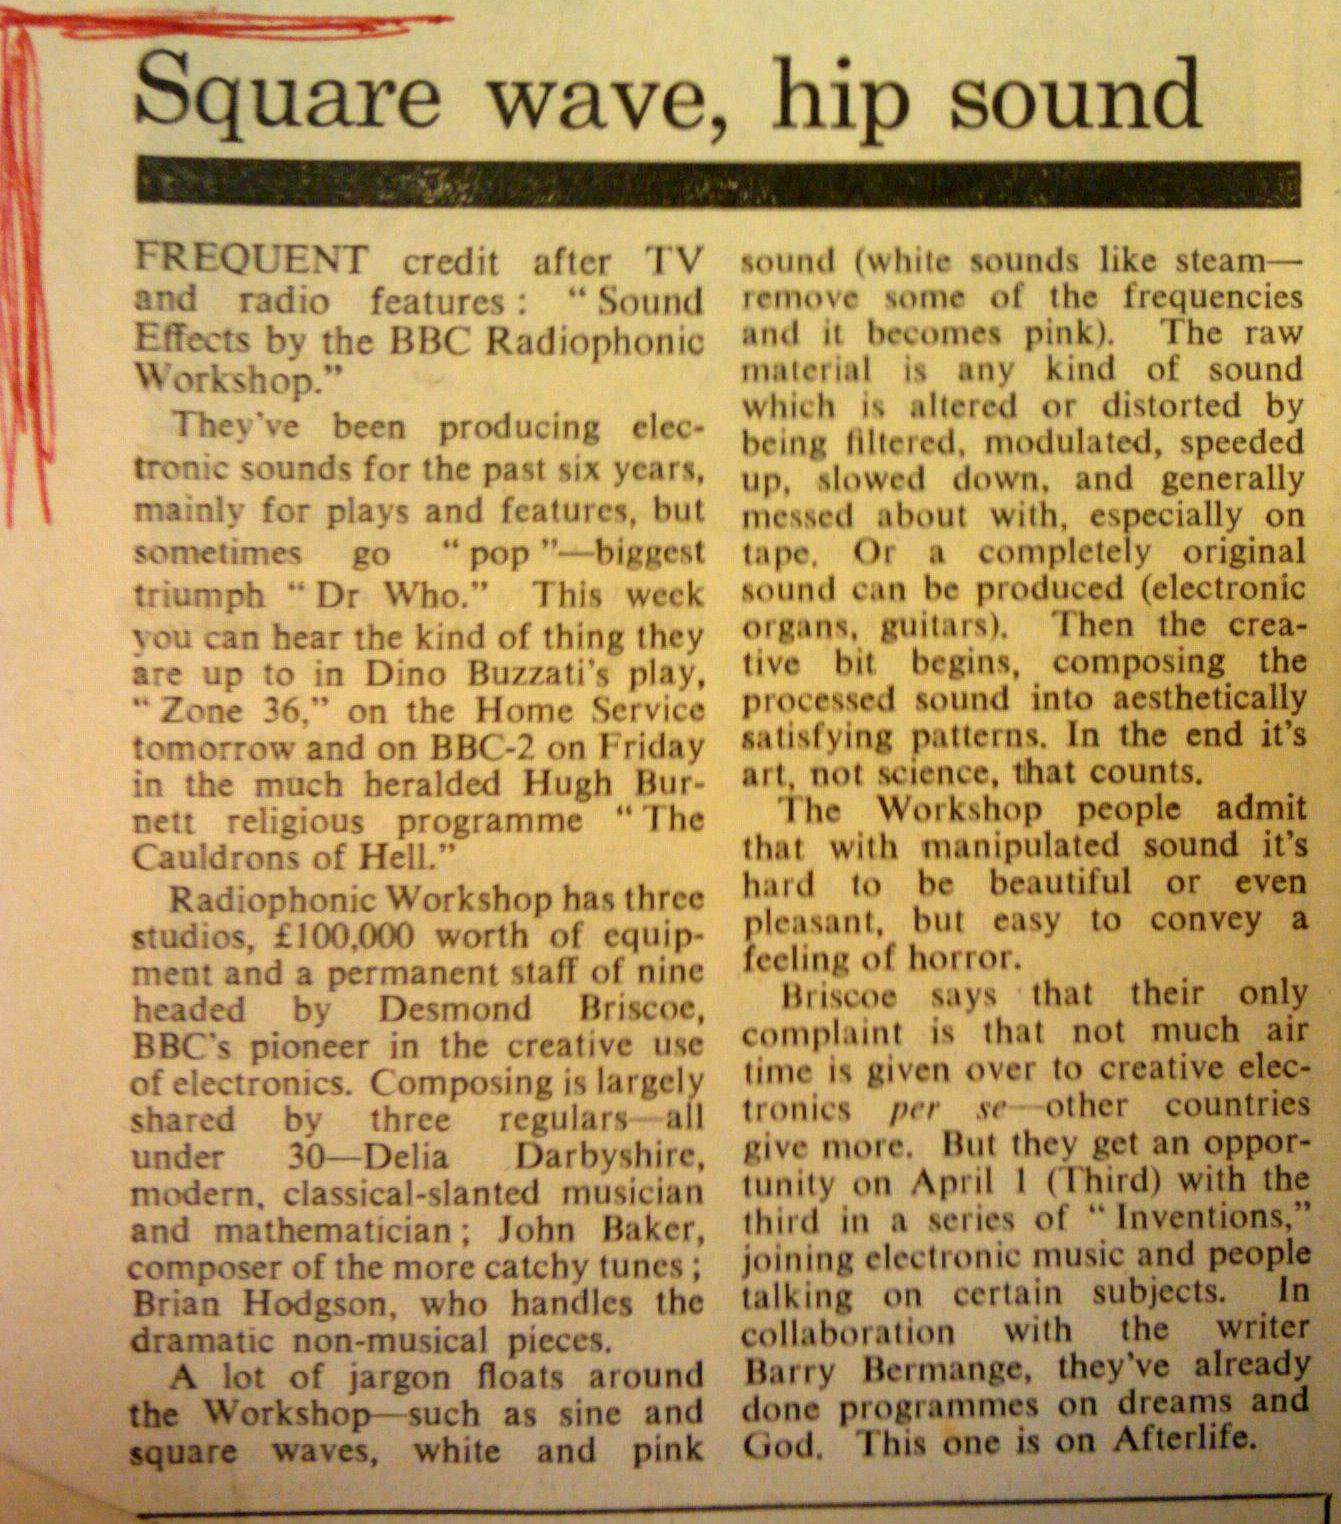 Square wave, hip sound
FREQUENT credit after TV
and radio features : “ Sound
Effects by the BBC Radiophonic
Workshop.”
They’ve been producing elec-
tronic sounds for the past six years,
mainly for plays and features, but
sometimes go “ pop ”—biggest
triumph “ Dr Who.” This week
you can hear the kind of thing they
are up to in Dino Buzzati’s play,
“ Zone 36,” on the Home Service
tomorrow and on BBC-2 on Friday
in the much heralded Hugh Bur-
nett religious programme “ The
Cauldrons of Hell.”
Radiophonic Workshop has three
studios, £100,000 worth of equip-
ment and a permanent staff of nine
headed by Desmond Briscoe,
BBC’s pioneer in the creative use
of electronics. Composing is largely
shared by three regulars—all
under 30—Delia Darbyshire,
modern, classical-slanted musician
and mathematician ; John Baker,
composer of the more catchy tunes ;
Brian Hodgson, who handles the
dramatic non-musical pieces.
A lot of jargon floats around
the Workshop—such as sine and
square waves, white and pink
sound (white sounds like steam—
remove some of the frequencies
and it becomes pink). The raw
material is any kind of sound
which is altered or distorted by
being filtered, modulated, speeded
up, slowed down, and generally
messed about with, especially on
tape. Or a completely original
sound can be produced (electronic
organs, guitars). Then the crea-
tive bit begins, composing the
processed sound into aesthetically
satisfying patterns. In the end it’s
art, not science, that counts.
The Workshop people admit
that with manipulated sound it’s
hard to be beautiful or even
pleasant, but easy to convey a
feeling of horror.
Briscoe says that their only
complaint is that not much air
time is given over to creative elec-
tronics per se—other countries
give more. But they get an oppor-
tunity on April 1 (Third) with the
third in a series of “ Inventions,”
joining electronic music and people
talking on certain subjects. In
collaboration with the writer
Barry Bermange, they’ve already
done programmes on dreams and
God. This one is on Afterlife.